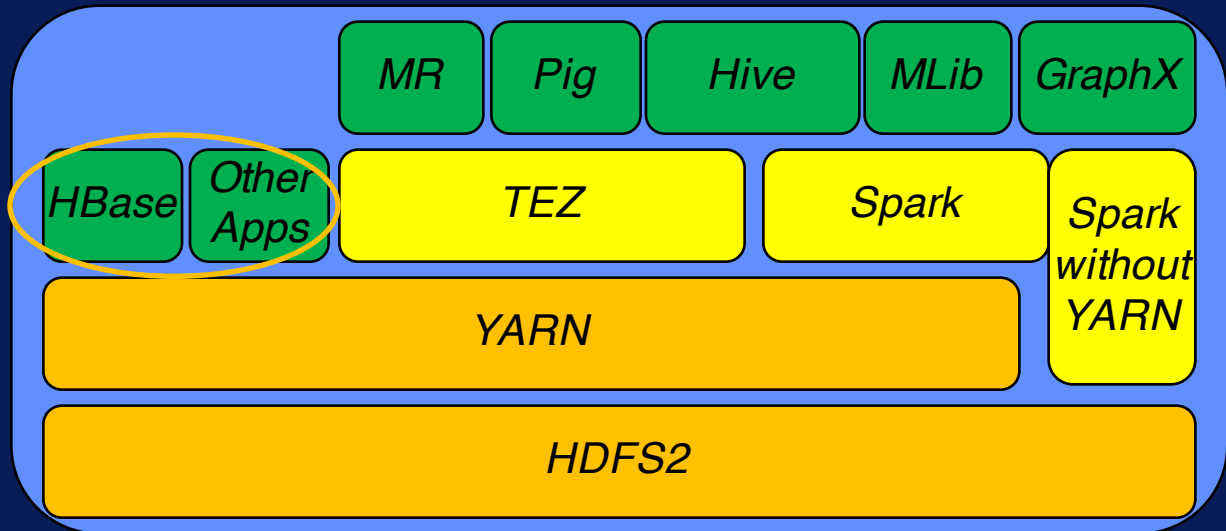 MR
Pig
Hive
MLib
GraphX
HBase
Other
Apps
TEZ
Spark
Spark
without
YARN
YARN
HDFS2